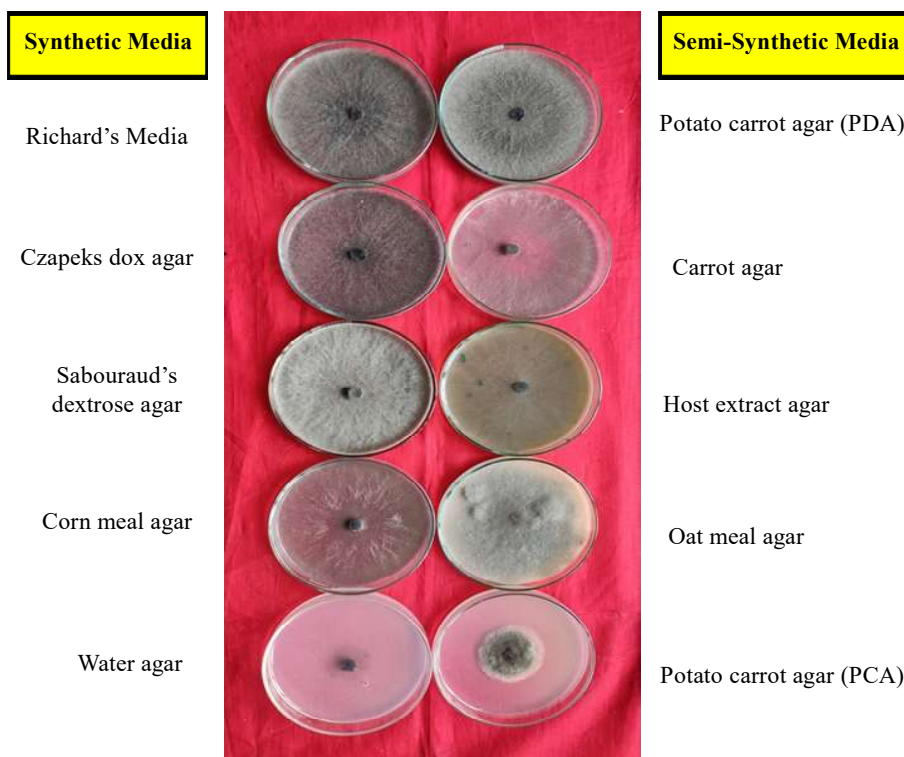 Synthetic Media
Semi-Synthetic Media
Richard's Media
Potato carrot agar (PDA)
Czapeks dox agar
Carrot agar
Sabouraud's
dextrose agar
Host extract agar
Corn meal agar
Oat meal agar
Water agar
Potato carrot agar (PCA)